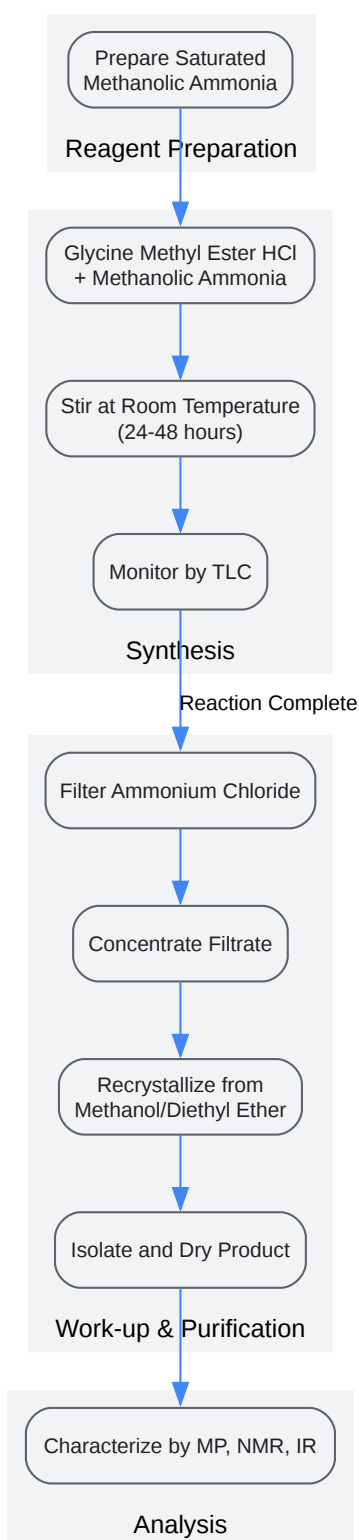 Prepare Saturated
Methanolic Ammonia
Reagent Preparation
Glycine Methyl Ester HCl
+ Methanolic Ammonia
Stir at Room Temperature
(24-48 hours)
Monitor by TLC
Synthesis
Reaction Complete
Filter Ammonium Chloride
Concentrate Filtrate
Recrystallize from
Methanol/Diethyl Ether
Isolate and Dry Product
Work-up & Purification
Characterize by MP, NMR, IR
Analysis